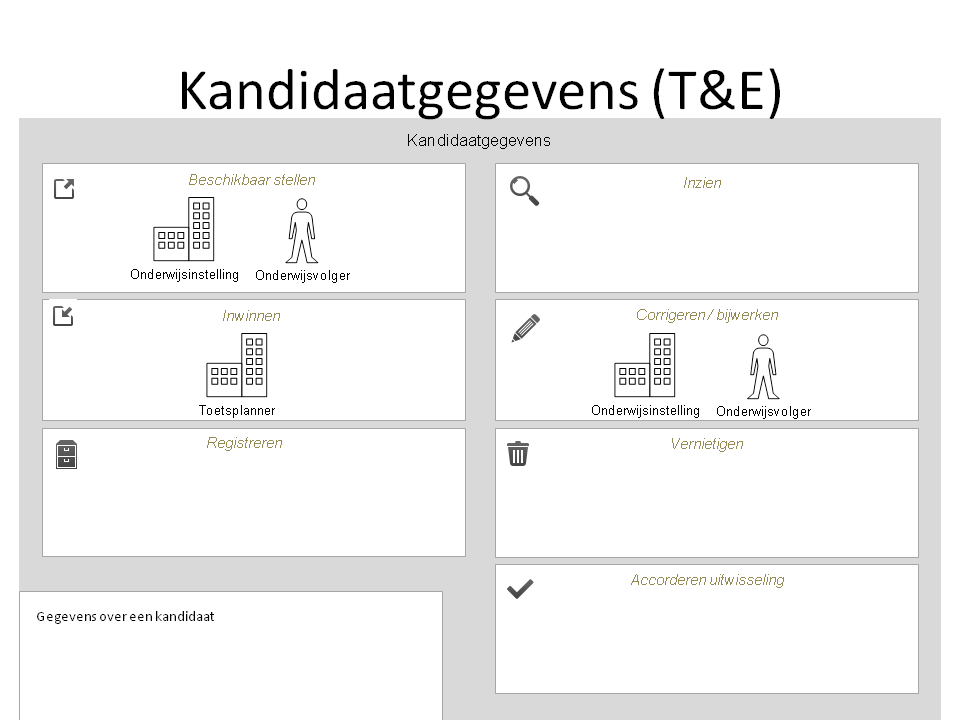 Kandidaatgegevens (T&E)
Kandidaatgegevens
Beschikbaar stellen
Onderwijsinstelling
Onderwijsvolger
Inwinnen
Toetsplanner
Registreren
Gegevens over een kandidaat
Inzien
Corrigeren / bijwerken
Onderwijsinstelling
Onderwijsvolger
Vernietigen
Accorderen uitwisseling